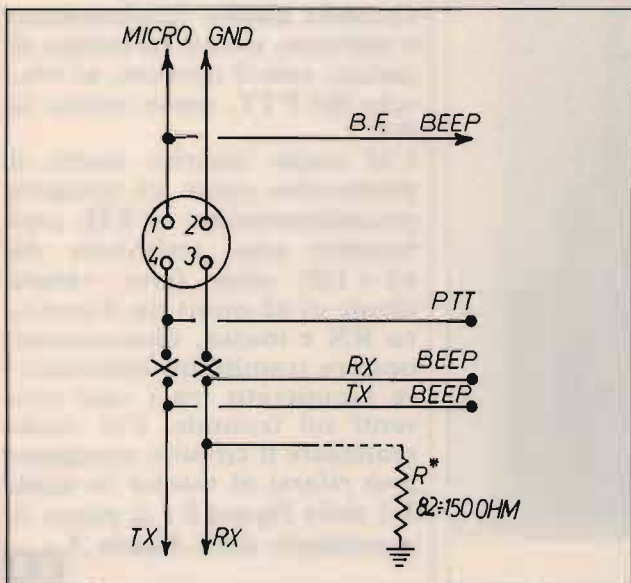 MICRO GND
B.F. BEEP
1 2
4 3
PTT
RX BEEP
TX BEEP
R*
82÷150 OHM
TX RX